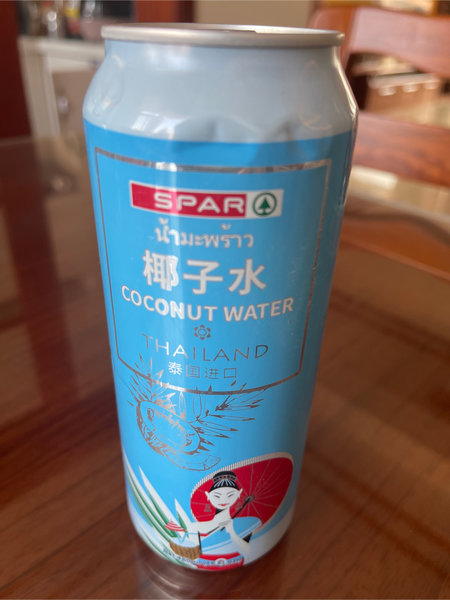 SPAR
น้ำมะพร้าว
椰子水
COCONUT WATER
THAILAND
泰国进口